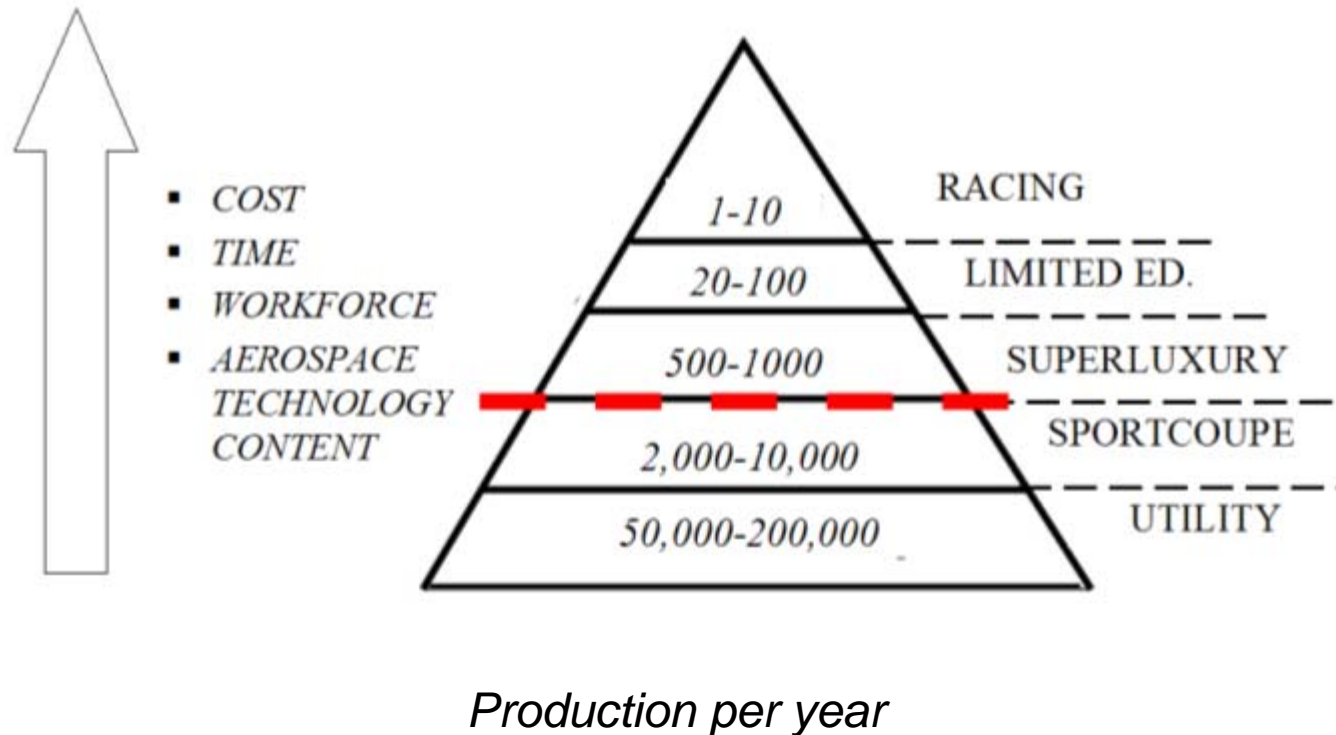 ▪ COST
▪ TIME
▪ WORKFORCE
▪ AEROSPACE
TECHNOLOGY
CONTENT
1-10
20-100
500-1000
2,000-10,000
50,000-200,000
RACING
LIMITED ED.
SUPERLUXURY
SPORTCOUPE
UTILITY
Production per year